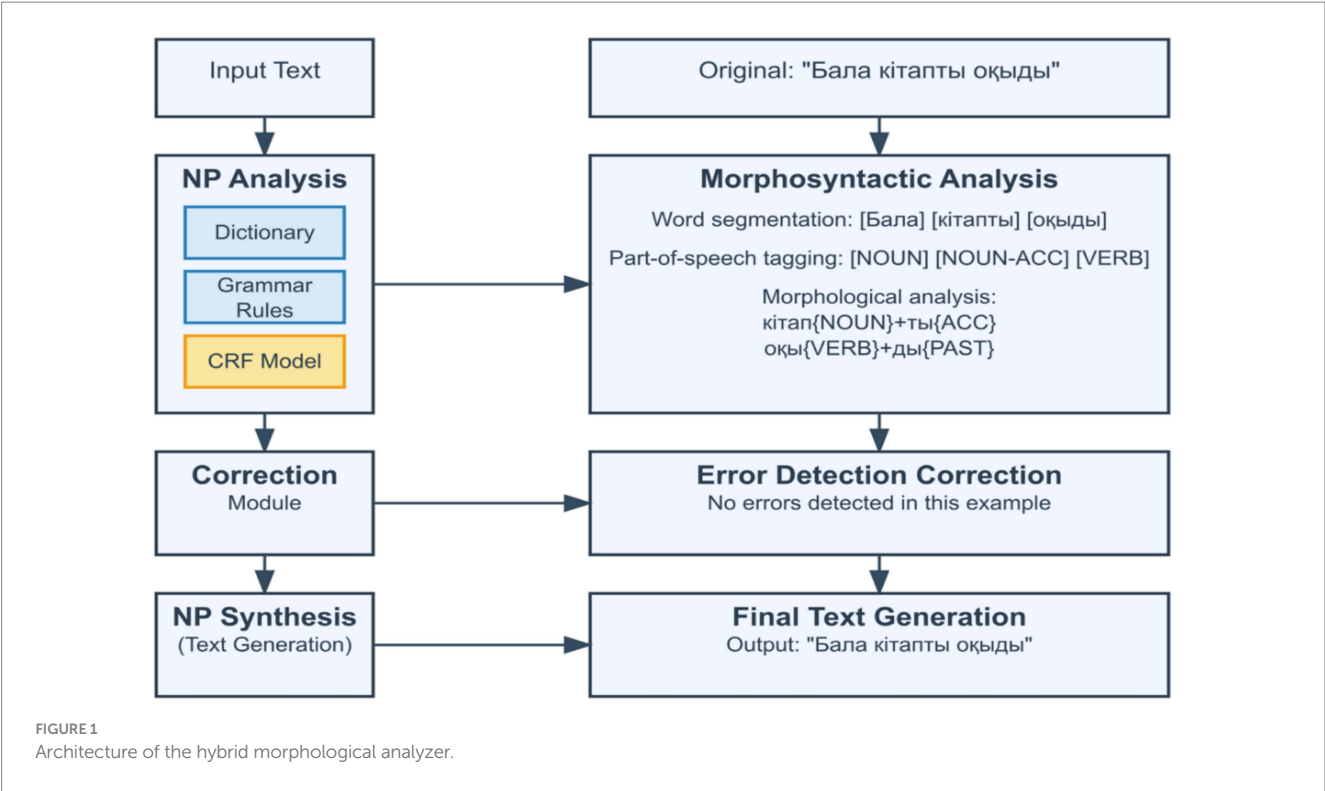 Input Text
NP Analysis
Dictionary
Grammar
Rules
CRF Model
Correction
Module
NP Synthesis
(Text Generation)
Original: "Бала кітапты оқыды"
Morphosyntactic Analysis
Word segmentation: [Бала] [кітапты] [оқыды]
Part-of-speech tagging: [NOUN] [NOUN-ACC] [VERB]
Morphological analysis:
кітап{NOUN}+ты{ACC}
оқы{VERB}+ды{PAST}
Error Detection Correction
No errors detected in this example
Final Text Generation
Output: "Бала кітапты оқыды"
FIGURE 1
Architecture of the hybrid morphological analyzer.